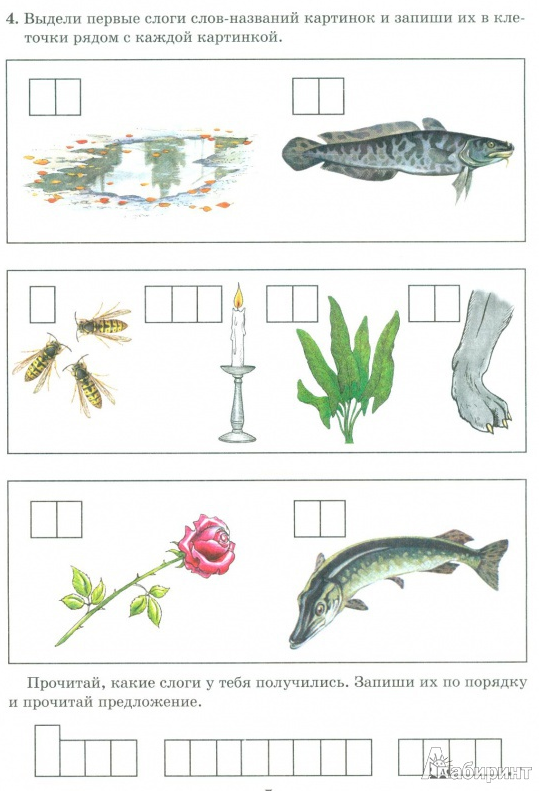 4. Выдели первые слоги слов-названий картинок и запиши их в кле-
точки рядом с каждой картинкой.
Прочитай, какие слоги у тебя получились. Запиши их по порядку
и прочитай предложение.
.
Лабиринт